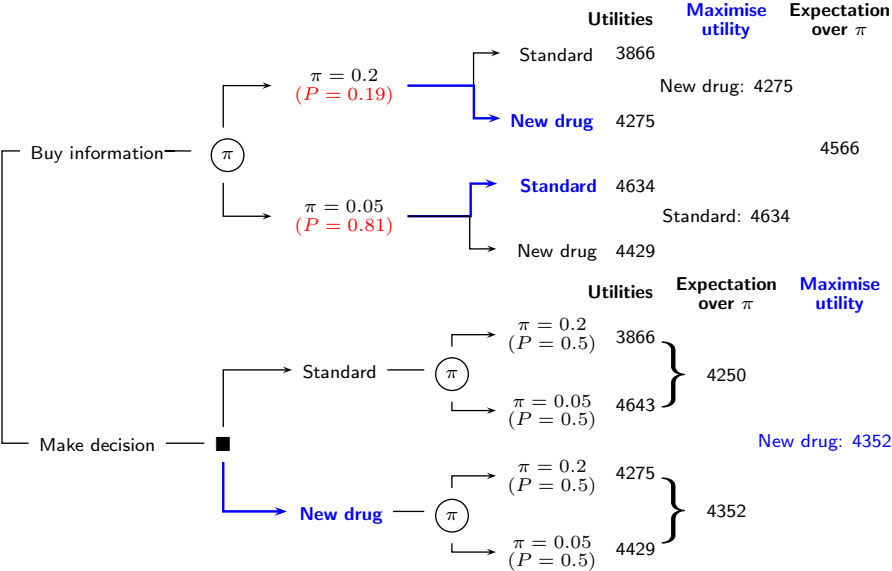 Utilities Maximise utility Expectation over π
Standard 3866
π = 0.2
(P = 0.19)
New drug: 4275
New drug 4275
Buy information π
4566
Standard 4634
π = 0.05
(P = 0.81)
Standard: 4634
New drug 4429
Utilities Expectation over π Maximise utility
π = 0.2
(P = 0.5) 3866
Standard π
4250
π = 0.05
(P = 0.5) 4643
Make decision
New drug: 4352
π = 0.2
(P = 0.5) 4275
New drug π
4352
π = 0.05
(P = 0.5) 4429